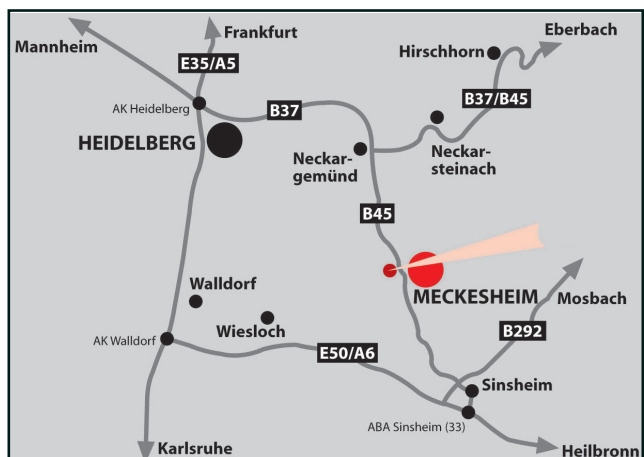 Frankfurt
Eberbach
Mannheim
Hirschhorn
E35/A5
AK Heidelberg
B37
B37/B45
HEIDELBERG
Neckar-
gemünd
Neckar-
steinach
B45
Walldorf
MECKESHEIM
Mosbach
Wiesloch
B292
AK Walldorf
E50/A6
Sinsheim
ABA Sinsheim (33)
Karlsruhe
Heilbronn